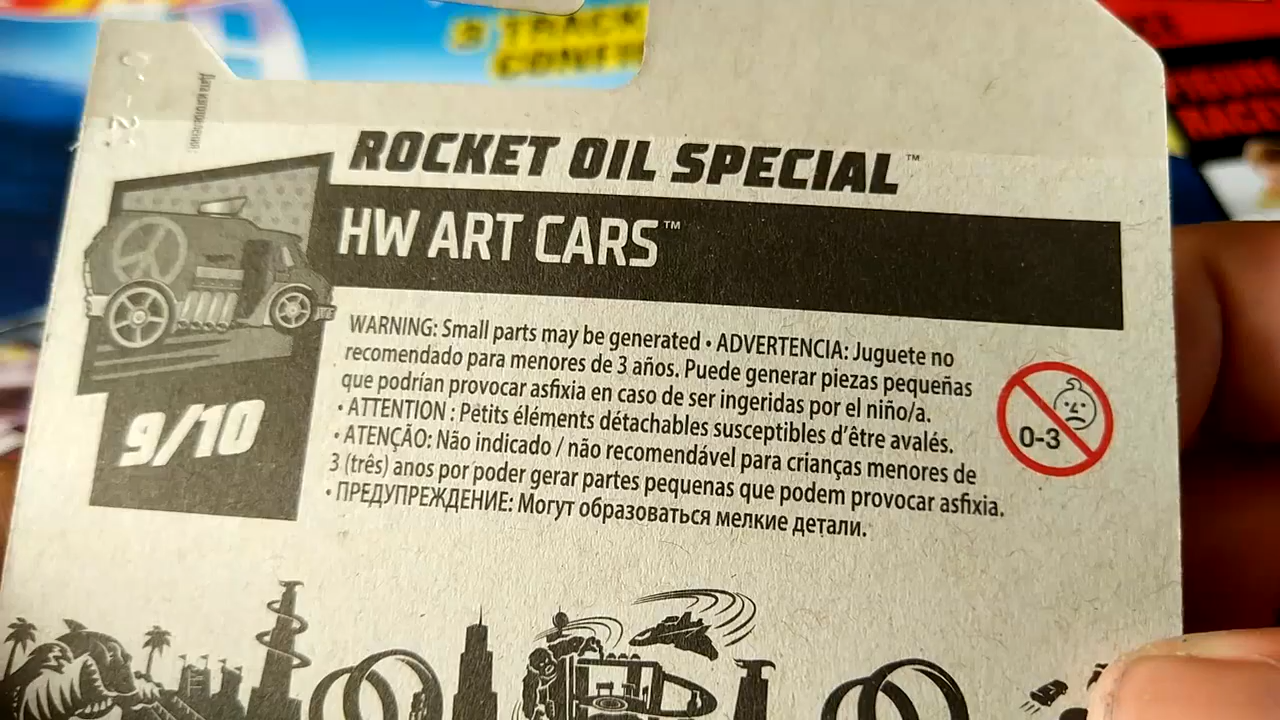 TRACK
ROCKET OIL SPECIAL™
HW ART CARS™
9/10
WARNING: Small parts may be generated • ADVERTENCIA: Juguete no
recomendado para menores de 3 años. Puede generar piezas pequeñas
que podrían provocar asfixia en caso de ser ingeridas por el niño/a.
• ATTENTION : Petits éléments détachables susceptibles d'être avalés.
• ATENÇÃO: Não indicado / não recomendável para crianças menores de
3 (três) anos por poder gerar partes pequenas que podem provocar asfixia.
• ПРЕДУПРЕЖДЕНИЕ: Могут образоваться мелкие детали.
0-3
Дата изготовления: